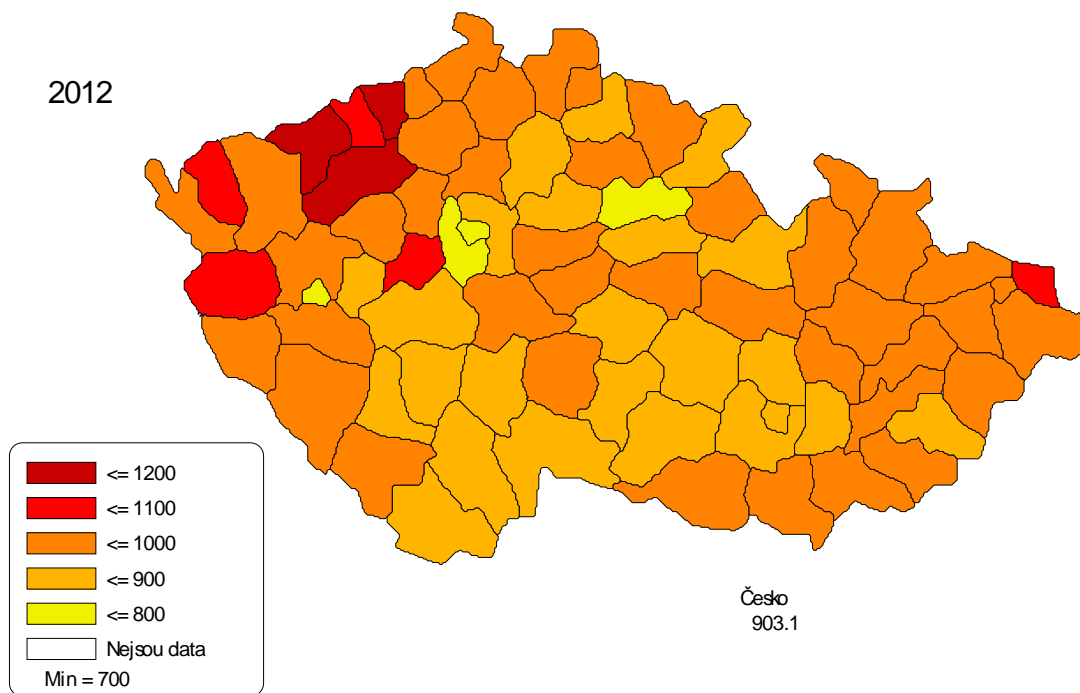 2012
<= 1200
<= 1100
<= 1000
<= 900
<= 800
Nejsou data
Min = 700
Česko
903.1